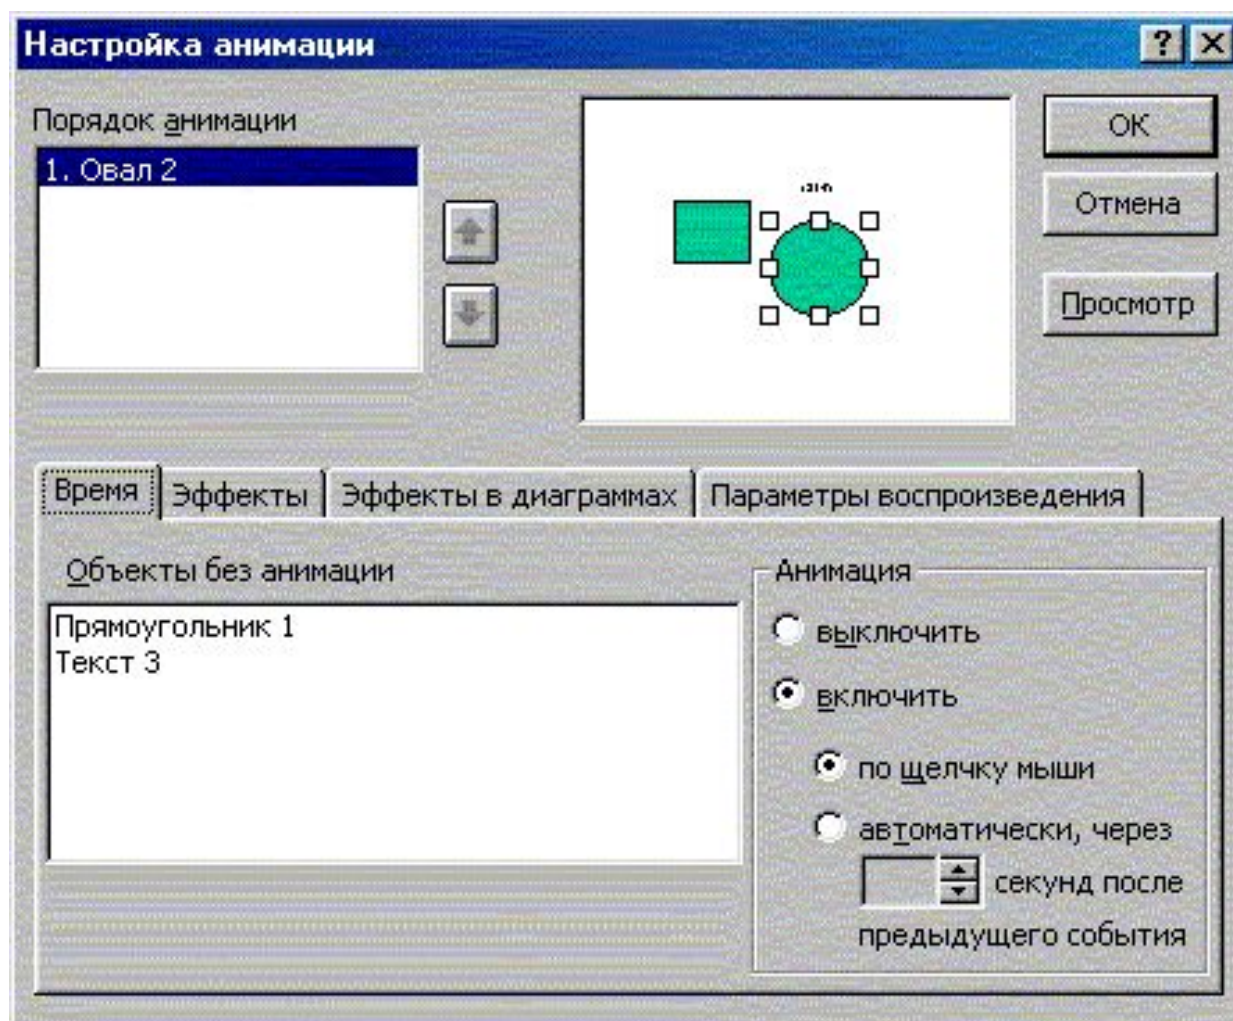 Настройка анимации
Порядок анимации
1. Овал 2
ОК
Отмена
Просмотр
Время
Эффекты
Эффекты в диаграммах
Параметры воспроизведения
Объекты без анимации
Прямоугольник 1
Текст 3
Анимация
выключить
включить
по щелчку мыши
автоматически, через
секунд после
предыдущего события